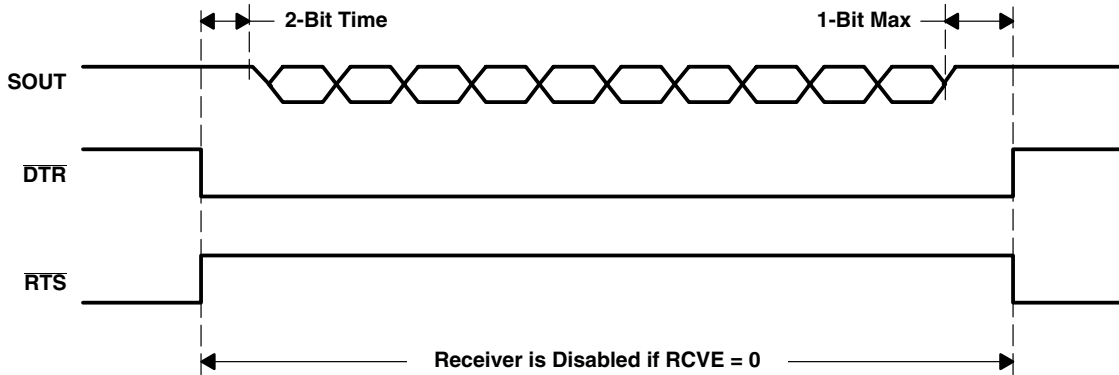 2-Bit Time
1-Bit Max
SOUT
DTR
RTS
Receiver is Disabled if RCVE = 0